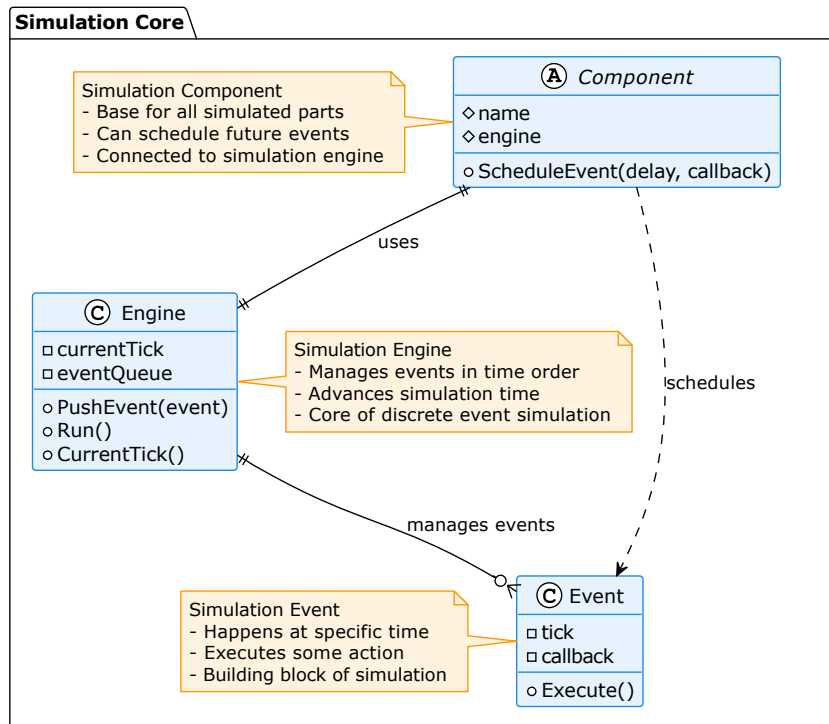 Simulation Core
Simulation Component
- Base for all simulated parts
- Can schedule future events
- Connected to simulation engine
A Component
name
engine
ScheduleEvent(delay, callback)
uses
C Engine
currentTick
eventQueue
PushEvent(event)
Run()
CurrentTick()
Simulation Engine
- Manages events in time order
- Advances simulation time
- Core of discrete event simulation
schedules
manages events
Simulation Event
- Happens at specific time
- Executes some action
- Building block of simulation
C Event
tick
callback
Execute()